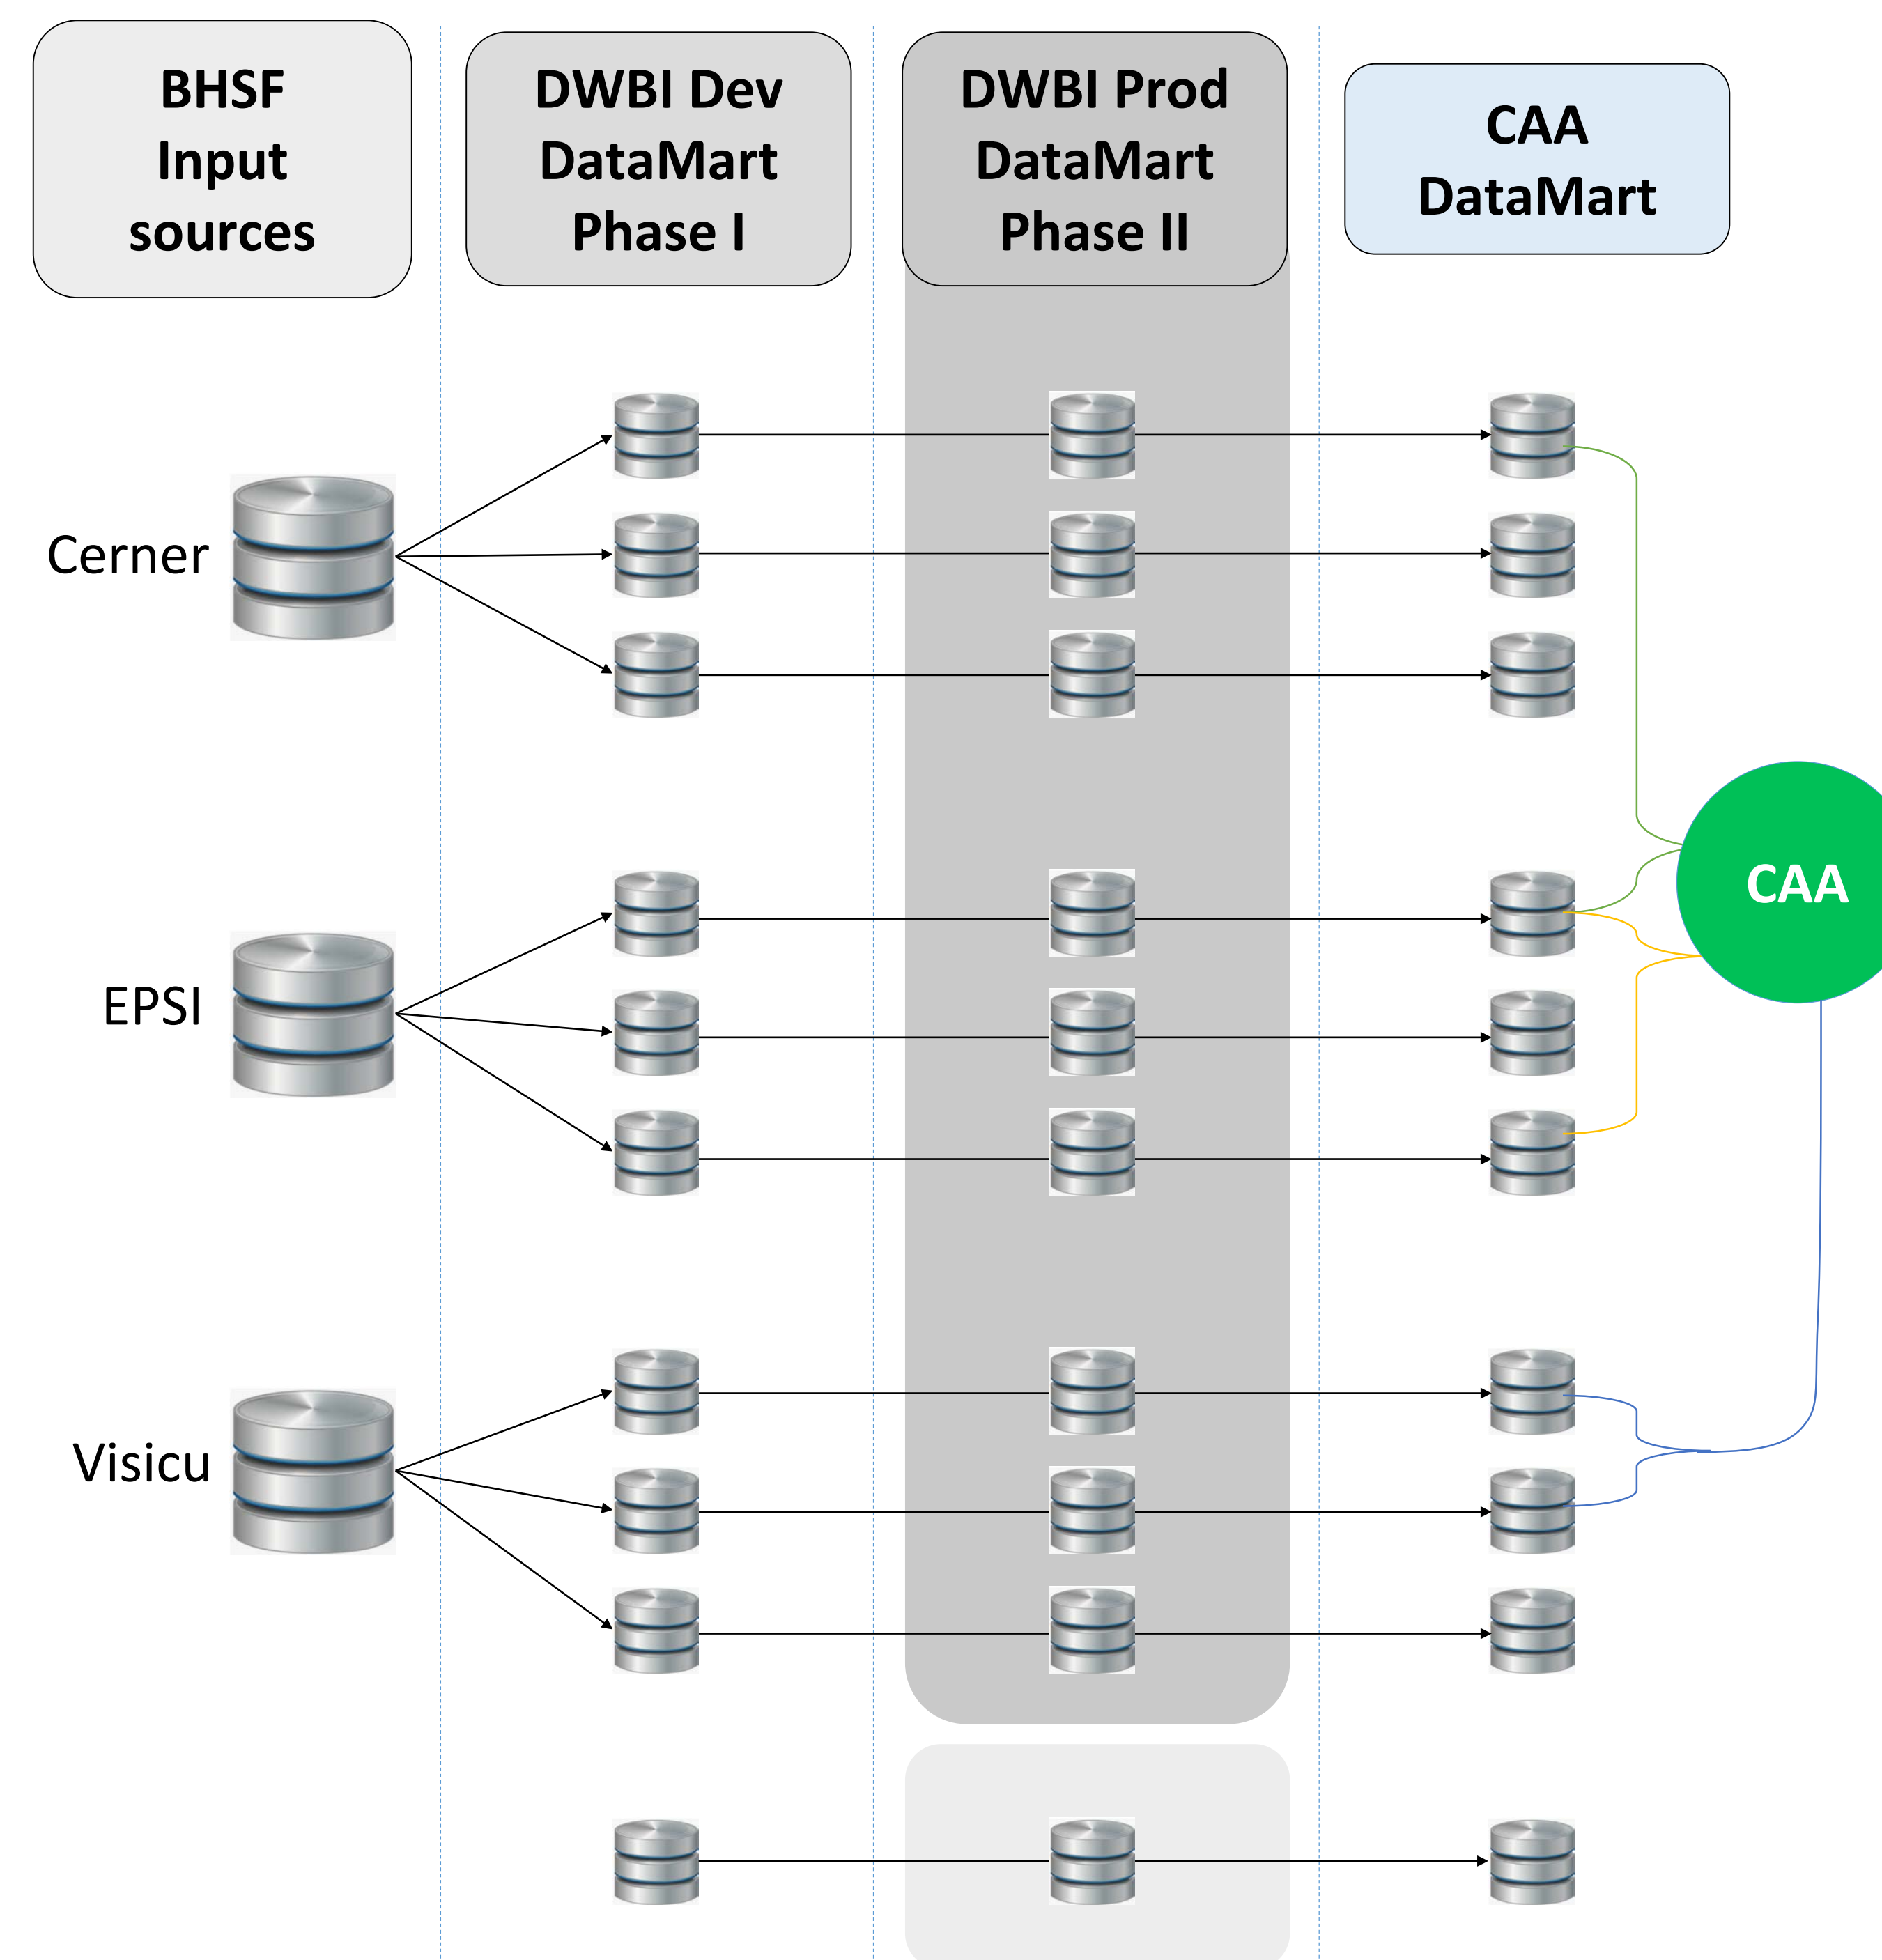 BHSF
Input
sources
DWBI Dev
DataMart
Phase I
DWBI Prod
DataMart
Phase II
CAA
DataMart
Cerner
CAA
EPSI
Visicu